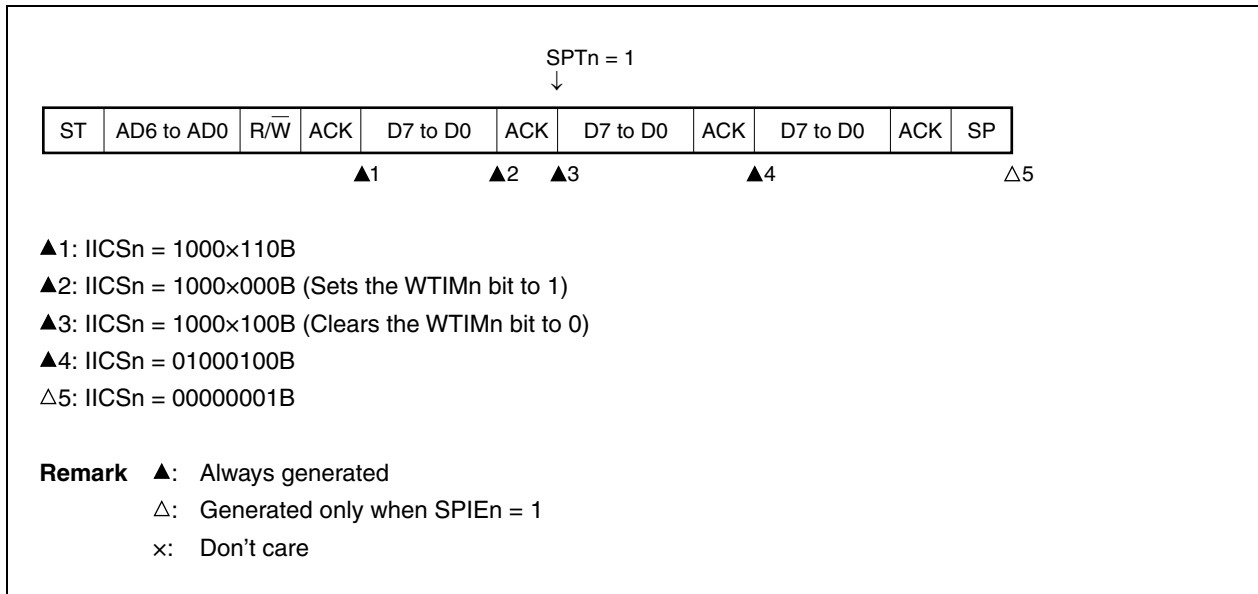 SPTn = 1
↓
ST AD6 to AD0 R/W̅ ACK D7 to D0 ACK D7 to D0 ACK D7 to D0 ACK SP
▲1 ▲2 ▲3 ▲4 △5
▲1: IICSn = 1000×110B
▲2: IICSn = 1000×000B (Sets the WTIMn bit to 1)
▲3: IICSn = 1000×100B (Clears the WTIMn bit to 0)
▲4: IICSn = 01000100B
△5: IICSn = 00000001B
Remark ▲: Always generated
△: Generated only when SPIEn = 1
×: Don't care